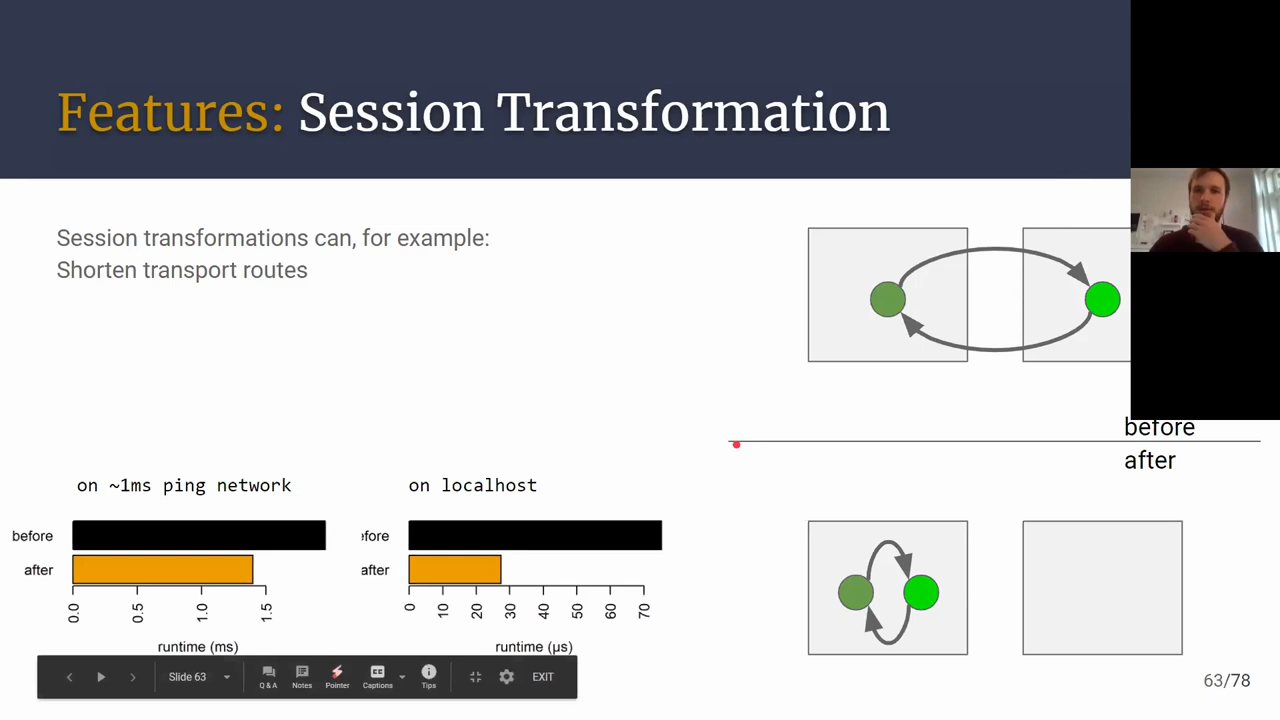 Features: Session Transformation
Session transformations can, for example:
Shorten transport routes
before
after
on ~1ms ping network
before
after
0.0 0.5 1.0 1.5
runtime (ms)
on localhost
efore
after
0 10 20 30 40 50 60 70
runtime (µs)
Slide 63
Q & A
Notes
Pointer
Captions
Tips
EXIT
63/78